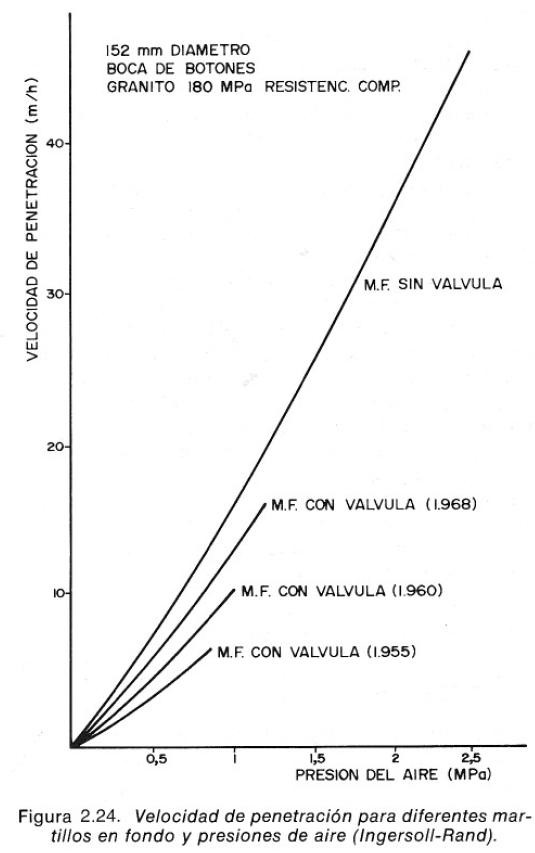 152 mm DIAMETRO
BOCA DE BOTONES
GRANITO 180 MPa RESISTENC. COMP.
VELOCIDAD DE PENETRACION (m/h)
40
30
20
10
M.F. SIN VALVULA
M.F. CON VALVULA (1.968)
M.F. CON VALVULA (1.960)
M.F. CON VALVULA (1.955)
0,5 1 1,5 2 2,5
PRESION DEL AIRE (MPa)
Figura 2.24. Velocidad de penetración para diferentes mar-
tillos en fondo y presiones de aire (Ingersoll-Rand).